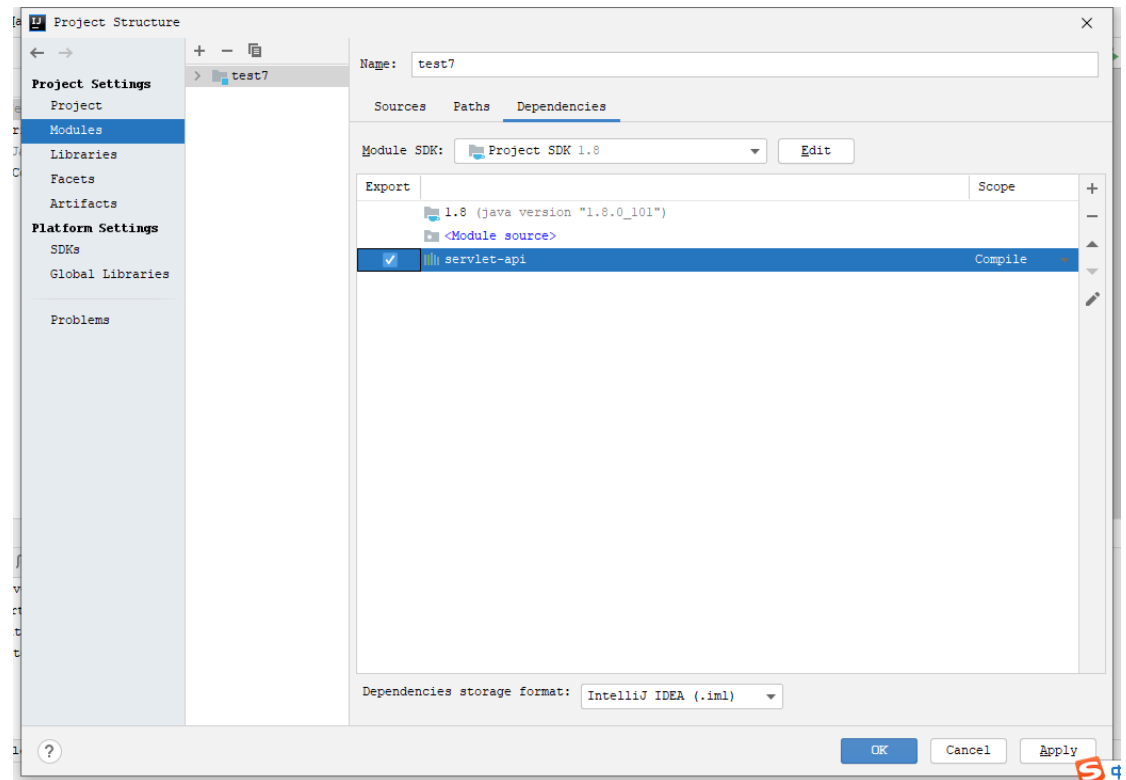 Project Structure
Project Settings
Project
Modules
Libraries
Facets
Artifacts
Platform Settings
SDKs
Global Libraries
Problems
test7
Name: test7
Sources Paths Dependencies
Module SDK: Project SDK 1.8 Edit
Export Scope
1.8 (java version "1.8.0_101")
<Module source>
servlet-api Compile
Dependencies storage format: IntelliJ IDEA (.iml)
? OK Cancel Apply